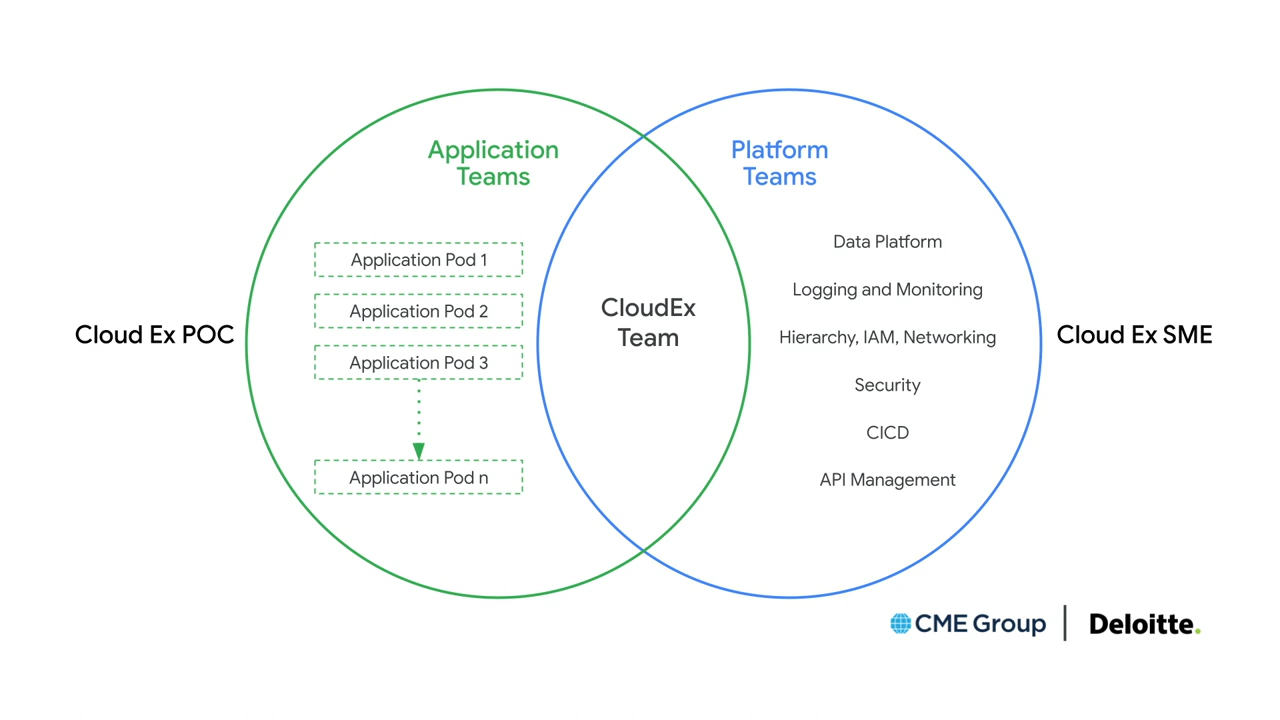 Application
Teams
Platform
Teams
Application Pod 1
Application Pod 2
Application Pod 3
Application Pod n
Cloud Ex POC
CloudEx
Team
Data Platform
Logging and Monitoring
Hierarchy, IAM, Networking
Security
CICD
API Management
Cloud Ex SME
CME Group
Deloitte.